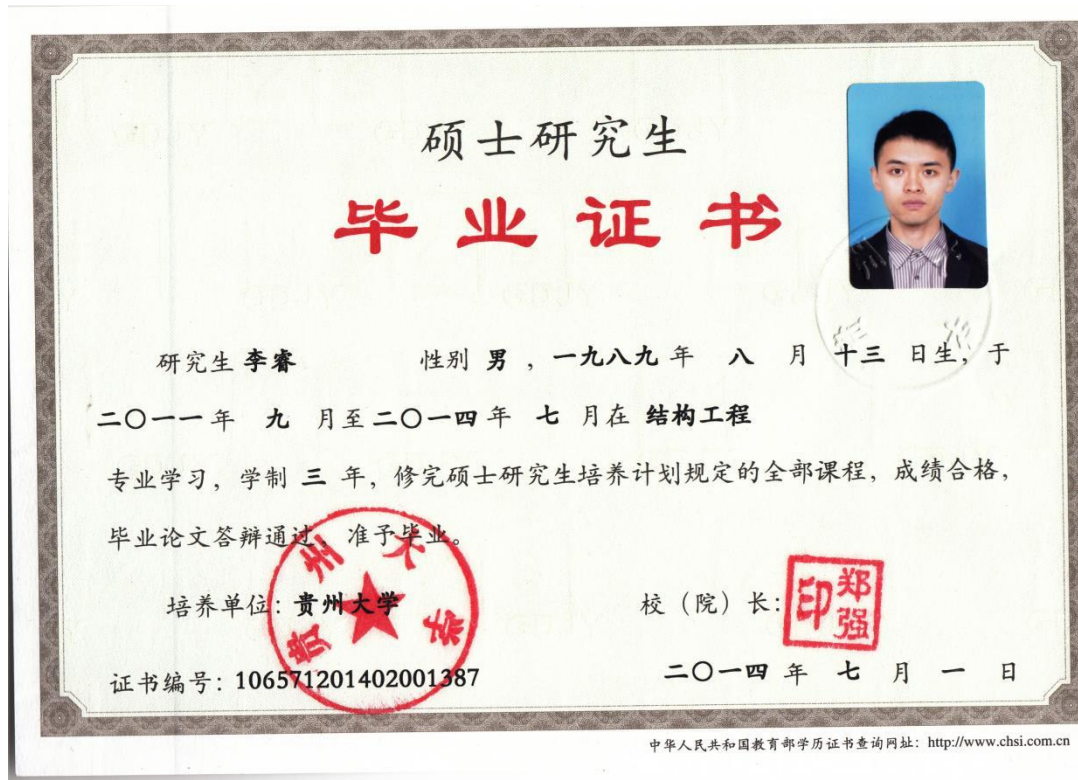 硕士研究生
毕业证书
研究生 李睿 性别 男 , 一九八九 年 八 月 十三 日生, 于
二〇一一 年 九 月至 二〇一四 年 七 月在 结构工程
专业学习, 学制 三 年, 修完硕士研究生培养计划规定的全部课程, 成绩合格,
毕业论文答辩通过, 准予毕业。
贵州大学
培养单位: 贵州大学 校 (院) 长: 郑强印
证书编号: 106571201402001387 二〇一四 年 七 月 一 日
中华人民共和国教育部学历证书查询网址: http://www.chsi.com.cn